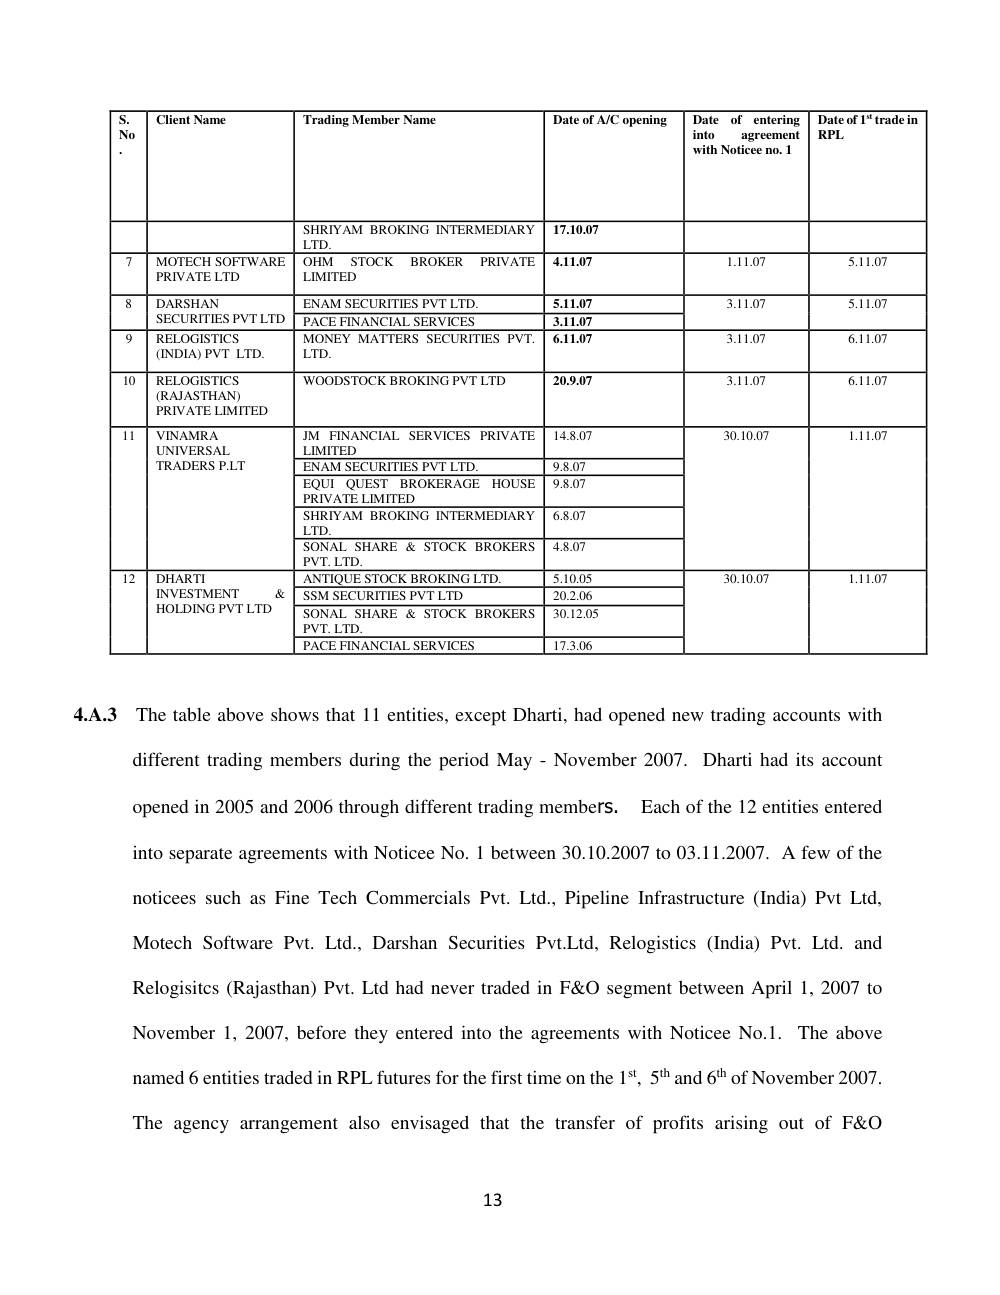 S. No . Client Name Trading Member Name Date of A/C opening Date of entering into agreement with Noticee no. 1 Date of 1st trade in RPL
SHRIYAM BROKING INTERMEDIARY LTD. 17.10.07
7 MOTECH SOFTWARE PRIVATE LTD OHM STOCK BROKER PRIVATE LIMITED 4.11.07 1.11.07 5.11.07
8 DARSHAN SECURITIES PVT LTD ENAM SECURITIES PVT LTD. 5.11.07 3.11.07 5.11.07
PACE FINANCIAL SERVICES 3.11.07
9 RELOGISTICS (INDIA) PVT LTD. MONEY MATTERS SECURITIES PVT. LTD. 6.11.07 3.11.07 6.11.07
10 RELOGISTICS (RAJASTHAN) PRIVATE LIMITED WOODSTOCK BROKING PVT LTD 20.9.07 3.11.07 6.11.07
11 VINAMRA UNIVERSAL TRADERS P.LT JM FINANCIAL SERVICES PRIVATE LIMITED 14.8.07 30.10.07 1.11.07
ENAM SECURITIES PVT LTD. 9.8.07
EQUI QUEST BROKERAGE HOUSE PRIVATE LIMITED 9.8.07
SHRIYAM BROKING INTERMEDIARY LTD. 6.8.07
SONAL SHARE & STOCK BROKERS PVT. LTD. 4.8.07
12 DHARTI INVESTMENT & HOLDING PVT LTD ANTIQUE STOCK BROKING LTD. 5.10.05 30.10.07 1.11.07
SSM SECURITIES PVT LTD 20.2.06
SONAL SHARE & STOCK BROKERS PVT. LTD. 30.12.05
PACE FINANCIAL SERVICES 17.3.06
4.A.3 The table above shows that 11 entities, except Dharti, had opened new trading accounts with
different trading members during the period May - November 2007. Dharti had its account
opened in 2005 and 2006 through different trading members. Each of the 12 entities entered
into separate agreements with Noticee No. 1 between 30.10.2007 to 03.11.2007. A few of the
noticees such as Fine Tech Commercials Pvt. Ltd., Pipeline Infrastructure (India) Pvt Ltd,
Motech Software Pvt. Ltd., Darshan Securities Pvt.Ltd, Relogistics (India) Pvt. Ltd. and
Relogisitcs (Rajasthan) Pvt. Ltd had never traded in F&O segment between April 1, 2007 to
November 1, 2007, before they entered into the agreements with Noticee No.1. The above
named 6 entities traded in RPL futures for the first time on the 1st, 5th and 6th of November 2007.
The agency arrangement also envisaged that the transfer of profits arising out of F&O
13